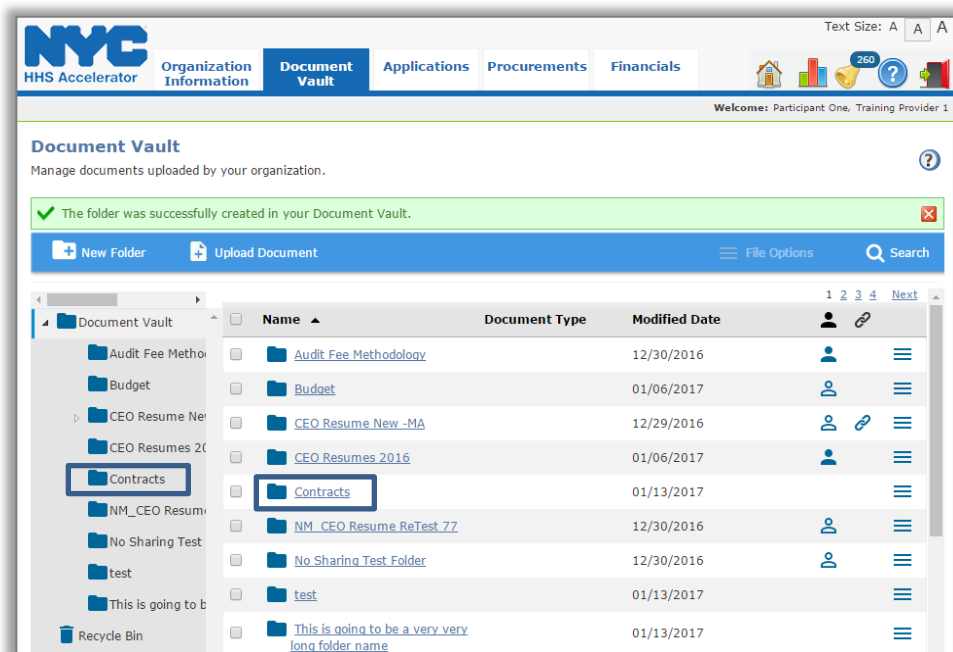 Text Size: A A A
NYC
HHS Accelerator
Organization Information
Document Vault
Applications
Procurements
Financials
260
?
Welcome: Participant One, Training Provider 1
Document Vault
?
Manage documents uploaded by your organization.
The folder was successfully created in your Document Vault.
New Folder
Upload Document
File Options
Search
1 2 3 4 Next
Document Vault
Audit Fee Metho
Budget
CEO Resume Ne
CEO Resumes 20
Contracts
NM_CEO Resume
No Sharing Test
test
This is going to b
Recycle Bin
Name Document Type Modified Date
Audit Fee Methodology 12/30/2016
Budget 01/06/2017
CEO Resume New -MA 12/29/2016
CEO Resumes 2016 01/06/2017
Contracts 01/13/2017
NM_CEO Resume ReTest 77 12/30/2016
No Sharing Test Folder 12/30/2016
test 01/13/2017
This is going to be a very very 01/13/2017
long folder name